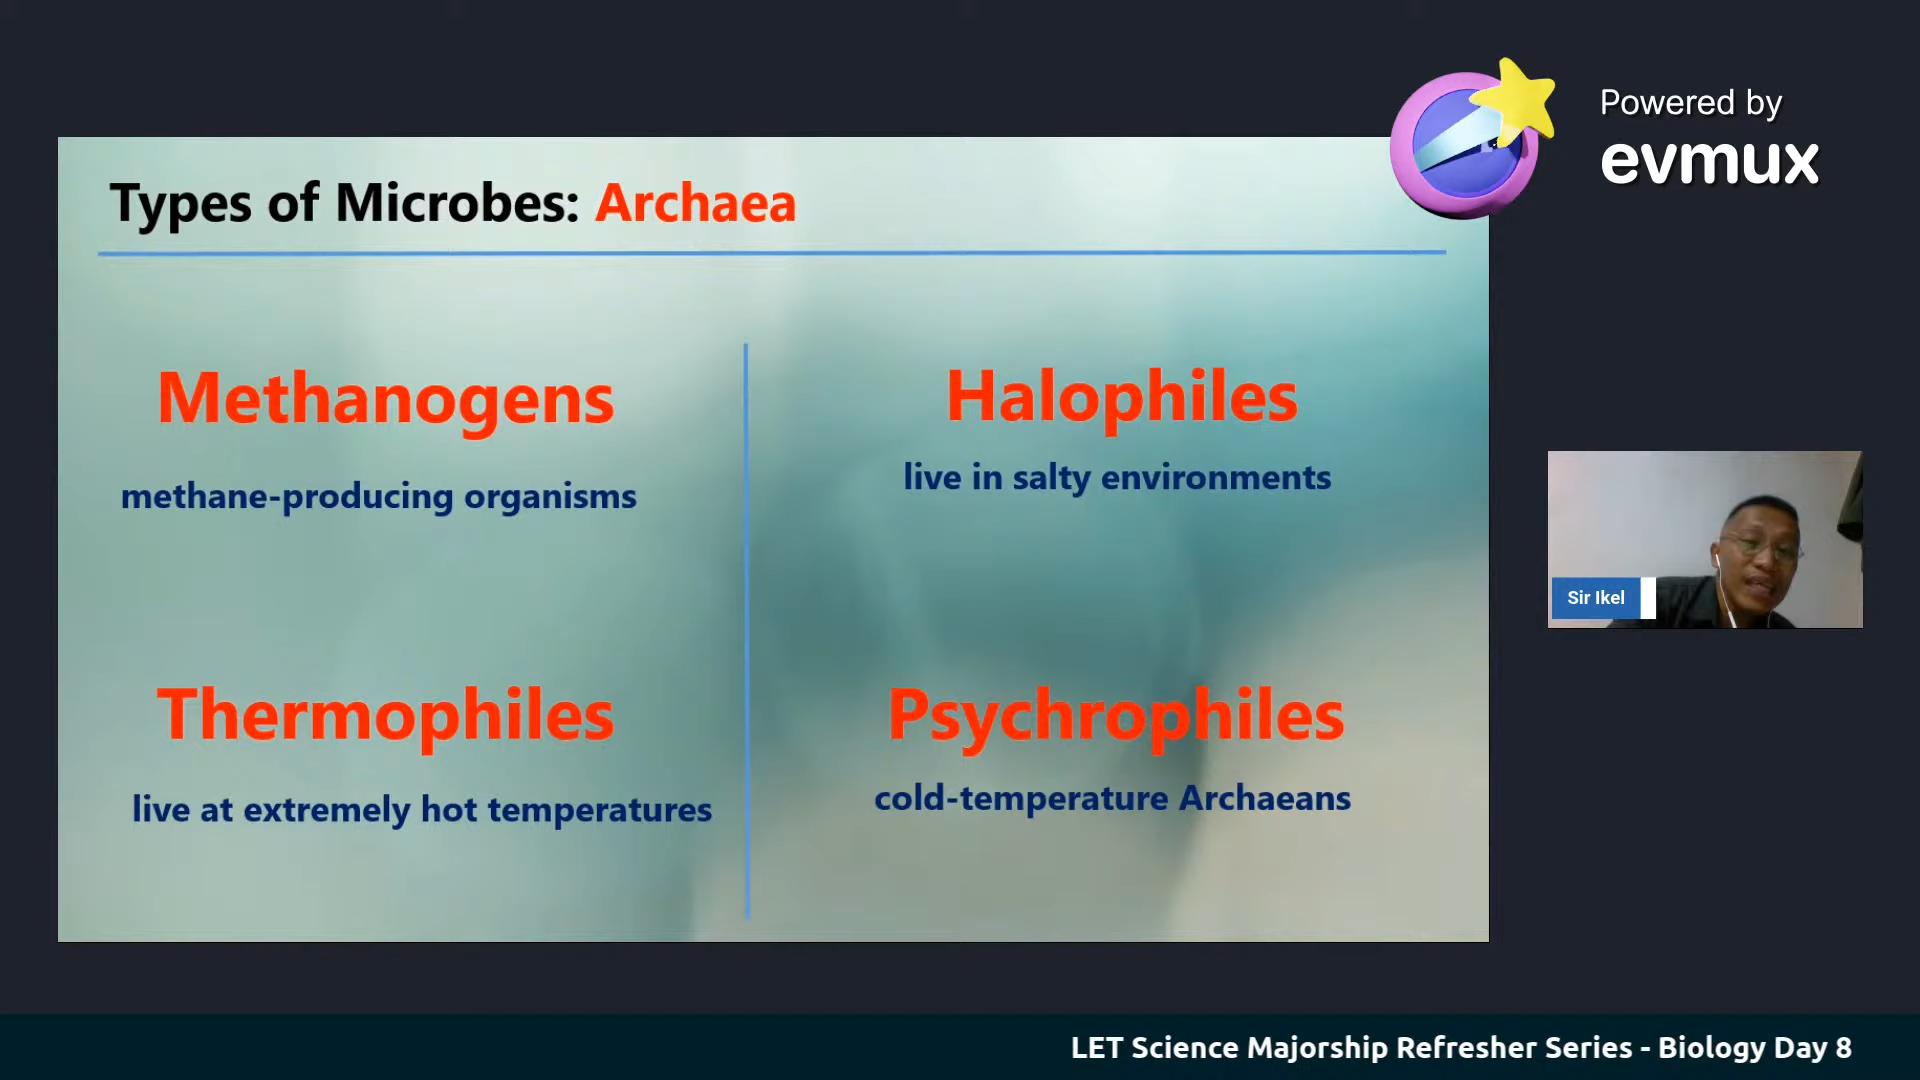 Powered by
evmux
Types of Microbes: Archaea
Methanogens
methane-producing organisms
Halophiles
live in salty environments
Thermophiles
live at extremely hot temperatures
Psychrophiles
cold-temperature Archaeans
Sir Ikel
LET Science Majorship Refresher Series - Biology Day 8